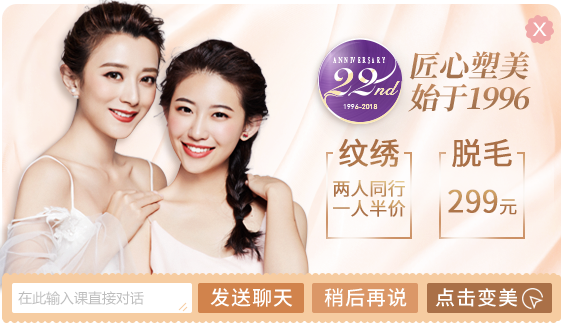 ANNIVERSARY
22nd
1996-2018
匠心塑美
始于1996
纹绣
两人同行
一人半价
脱毛
299元
X
在此输入课直接对话
发送聊天
稍后再说
点击变美